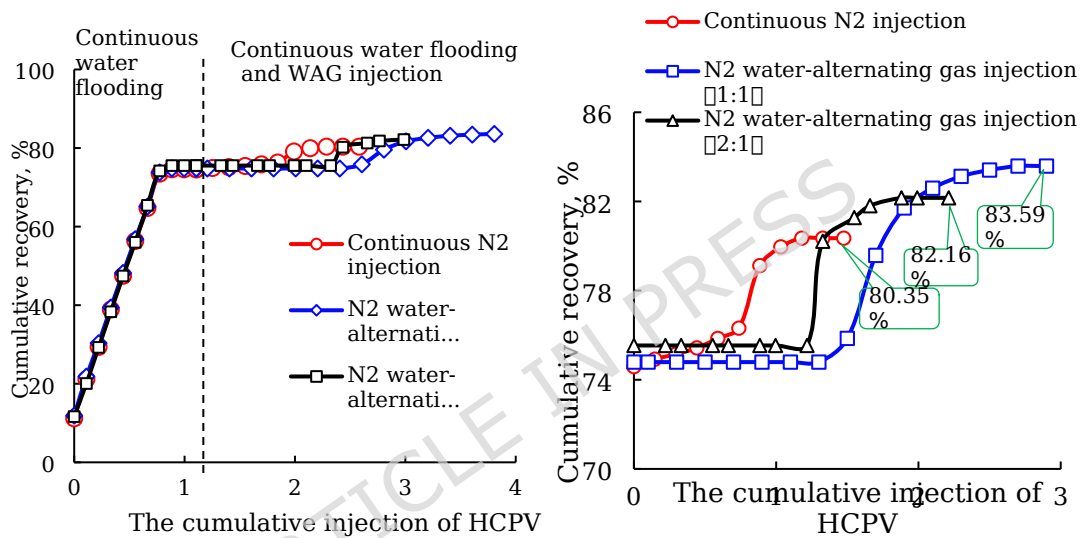 Continuous
water
flooding
Continuous water flooding
and WAG injection
100
80
60
40
20
0
0
1
2
3
4
Cumulative recovery, %
The cumulative injection of HCPV
Continuous N2
injection
N2 water-
alternati...
N2 water-
alternati...
Continuous N2 injection
N2 water-alternating gas injection
▯1:1▯
N2 water-alternating gas injection
▯2:1▯
86
82
78
74
70
0
1
2
3
Cumulative recovery, %
The cumulative injection of
HCPV
83.59
%
82.16
%
80.35
%
TICLE IN PRESS